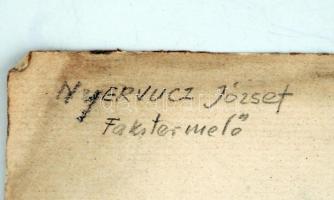 NYERVUCZ József
Fakitermelő